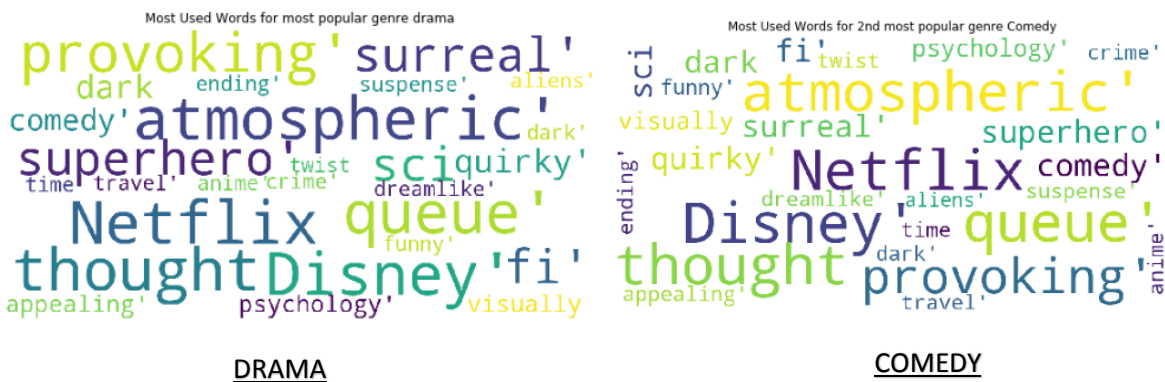 Most Used Words for most popular genre drama
provoking' surreal'
dark ending' suspense' aliens'
comedy' atmospheric' dark'
superhero' twist sci quirky'
time travel' anime' crime' dreamlike'
Netflix queue'
funny'
thought Disney' fi'
appealing' psychology' visually
DRAMA
Most Used Words for 2nd most popular genre Comedy
sci dark fi' twist psychology' crime'
funny' atmospheric'
visually surreal' superhero'
ending' quirky' Netflix comedy'
dreamlike' aliens' suspense'
Disney' time queue'
thought dark' provoking' anime'
appealing' travel'
COMEDY